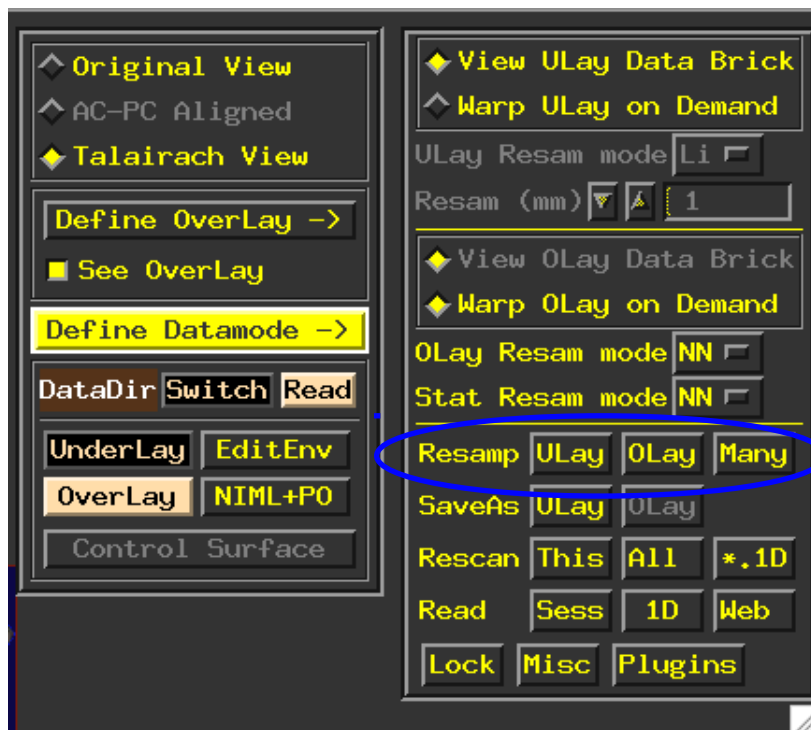 Original View
AC-PC Aligned
Talairach View
Define OverLay ->
See OverLay
Define Datamode ->
DataDir Switch Read
UnderLay EditEnv
OverLay NIML+PO
Control Surface
View ULay Data Brick
Warp ULay on Demand
ULay Resam mode Li
Resam (mm) 1
View OLay Data Brick
Warp OLay on Demand
OLay Resam mode NN
Stat Resam mode NN
Resamp ULay OLay Many
SaveAs ULay OLay
Rescan This All *.1D
Read Sess 1D Web
Lock Misc Plugins